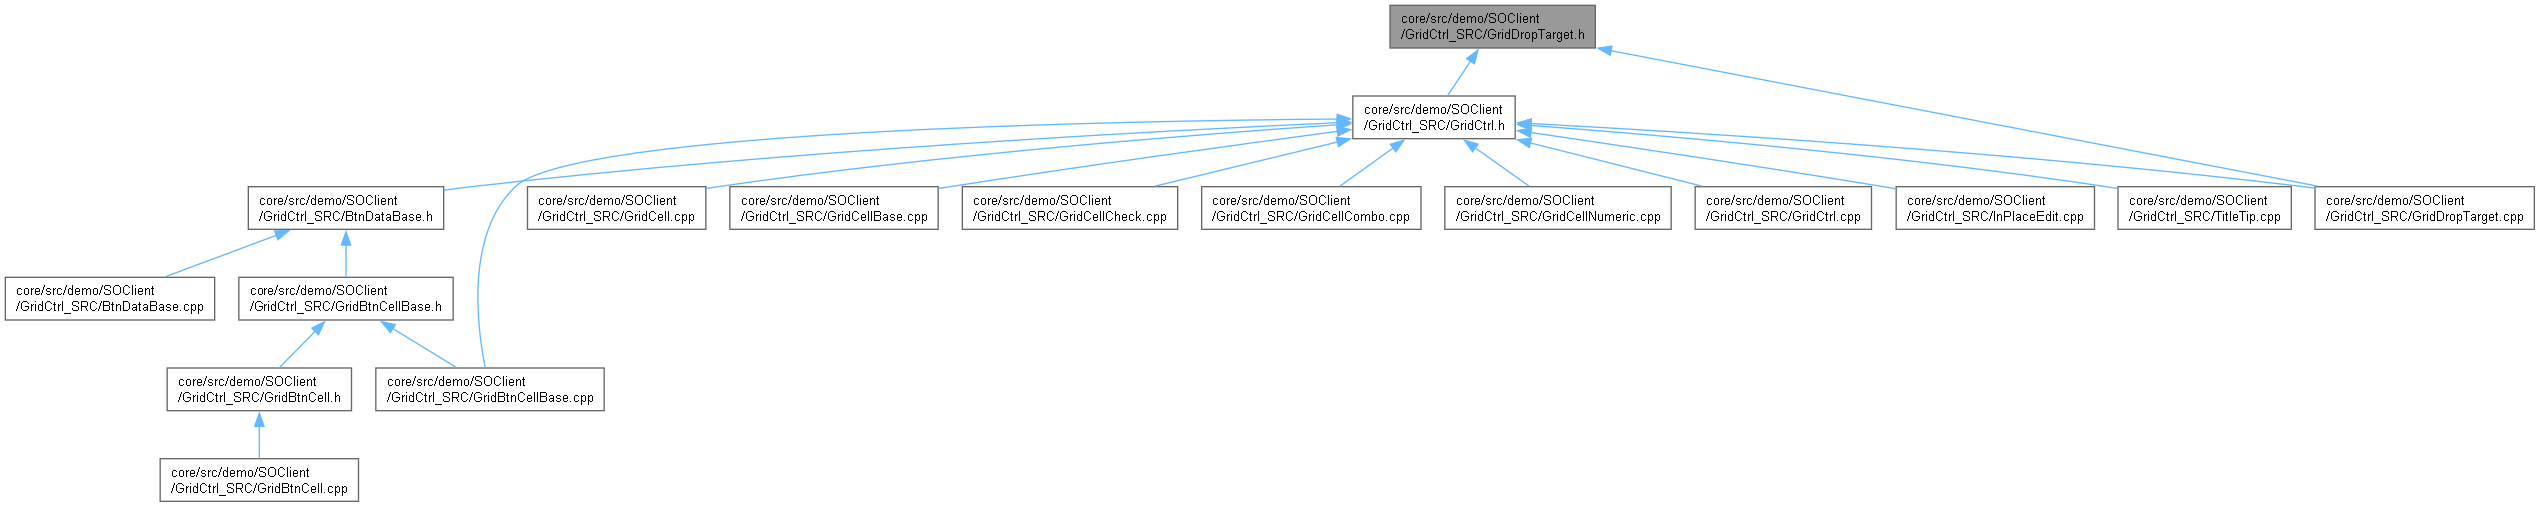 core/src/demo/SOClient
/GridCtrl_SRC/GridDropTarget.h
core/src/demo/SOClient
/GridCtrl_SRC/GridCtrl.h
core/src/demo/SOClient
/GridCtrl_SRC/BtnDataBase.h
core/src/demo/SOClient
/GridCtrl_SRC/GridCell.cpp
core/src/demo/SOClient
/GridCtrl_SRC/GridCellBase.cpp
core/src/demo/SOClient
/GridCtrl_SRC/GridCellCheck.cpp
core/src/demo/SOClient
/GridCtrl_SRC/GridCellCombo.cpp
core/src/demo/SOClient
/GridCtrl_SRC/GridCellNumeric.cpp
core/src/demo/SOClient
/GridCtrl_SRC/GridCtrl.cpp
core/src/demo/SOClient
/GridCtrl_SRC/InPlaceEdit.cpp
core/src/demo/SOClient
/GridCtrl_SRC/TitleTip.cpp
core/src/demo/SOClient
/GridCtrl_SRC/GridDropTarget.cpp
core/src/demo/SOClient
/GridCtrl_SRC/BtnDataBase.cpp
core/src/demo/SOClient
/GridCtrl_SRC/GridBtnCellBase.h
core/src/demo/SOClient
/GridCtrl_SRC/GridBtnCell.h
core/src/demo/SOClient
/GridCtrl_SRC/GridBtnCellBase.cpp
core/src/demo/SOClient
/GridCtrl_SRC/GridBtnCell.cpp